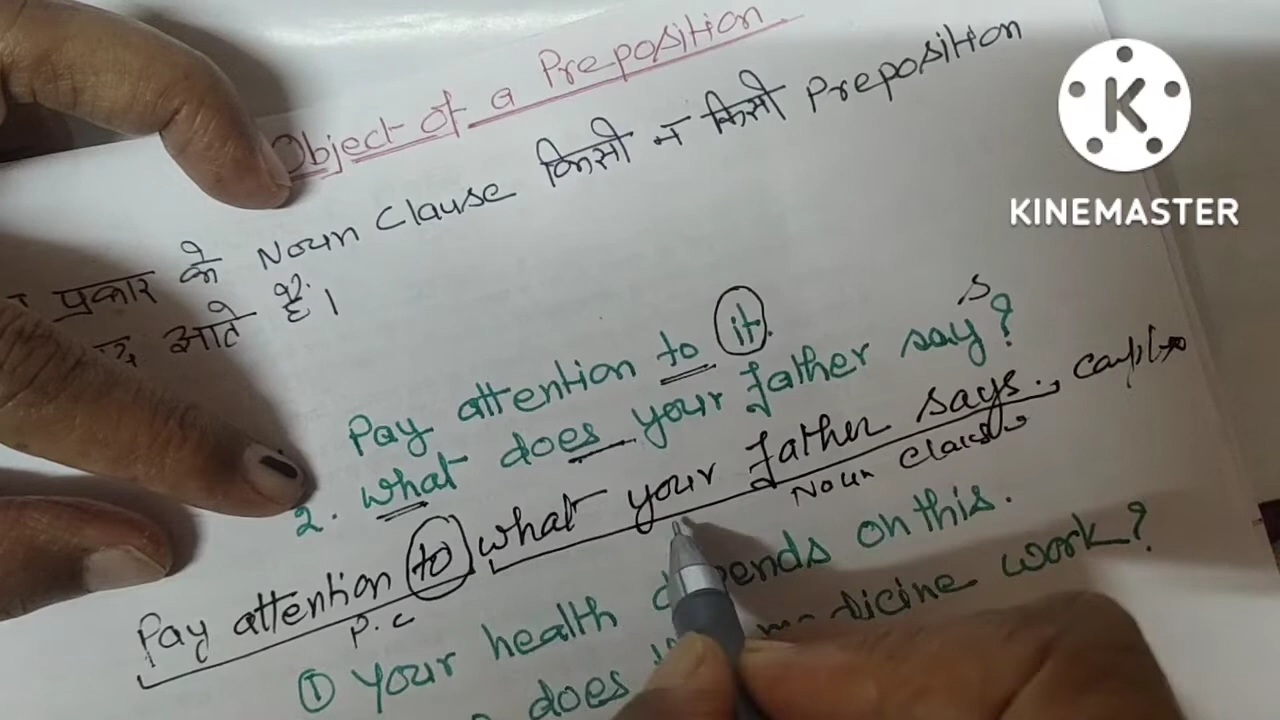 Object of a Preposition
प्रकार के Noun Clause किसी न किसी Preposition
आते हैं।
Pay attention to it.
s
2. what does your father say?
Pay attention to what your father says.,
P.C
Noun Clause
① Your health depends on this.
does medicine work?
K
KINEMASTER